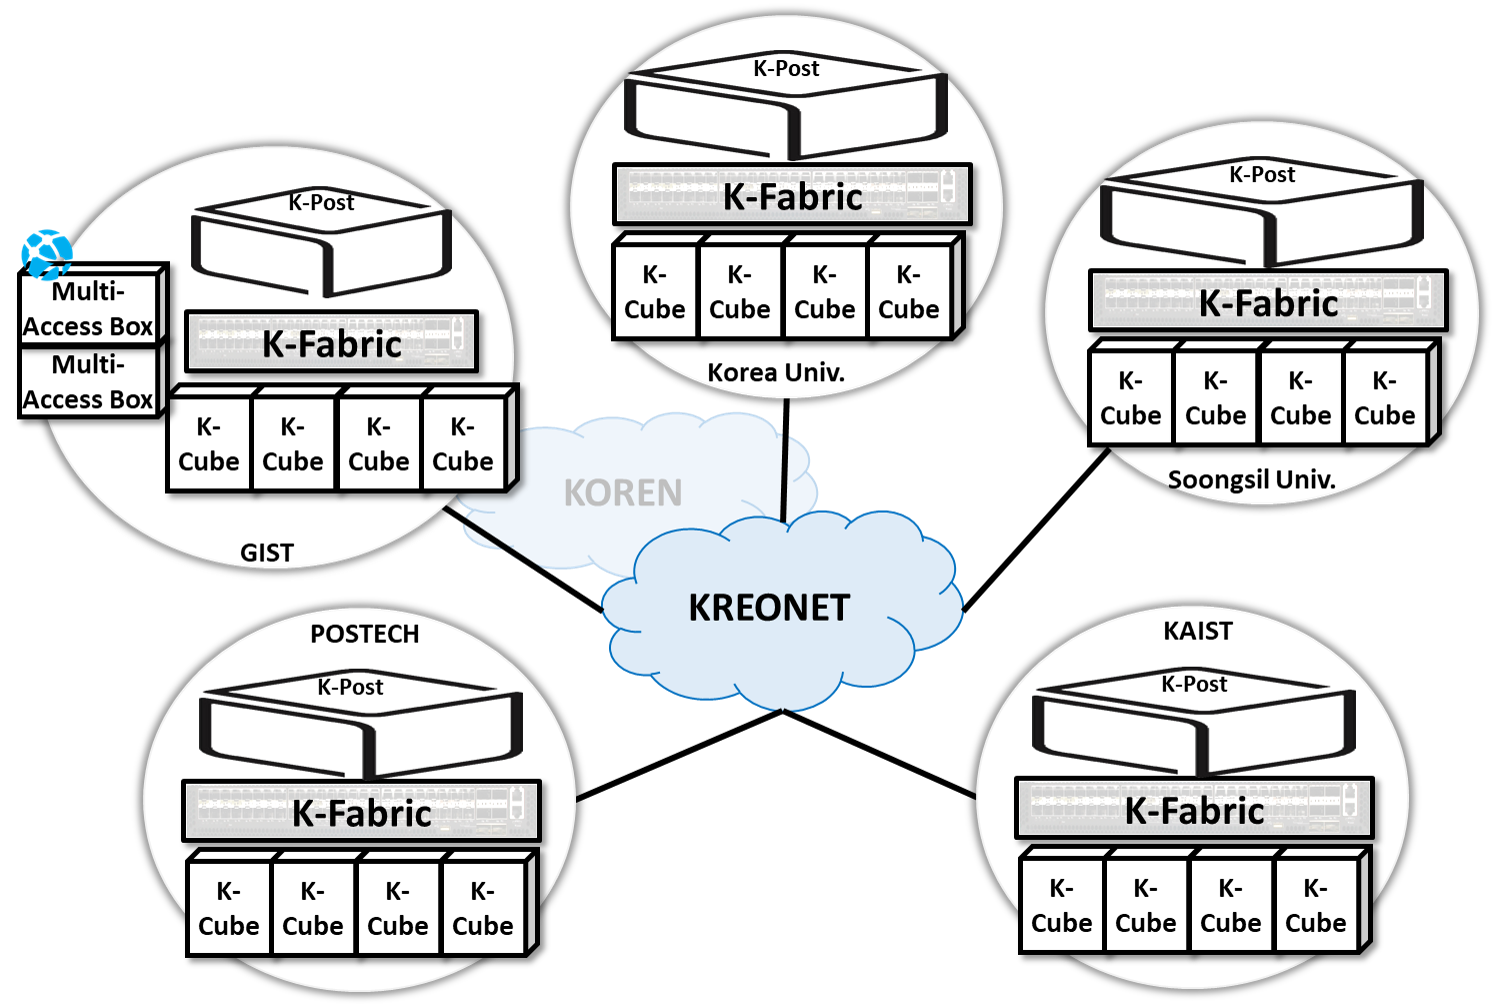 K-Post
K-Fabric
K-
Cube
K-
Cube
K-
Cube
K-
Cube
Korea Univ.
K-Post
K-Fabric
K-
Cube
K-
Cube
K-
Cube
K-
Cube
Soongsil Univ.
K-Post
Multi-
Access Box
Multi-
Access Box
K-Fabric
K-
Cube
K-
Cube
K-
Cube
K-
Cube
GIST
KOREN
KREONET
POSTECH
K-Post
K-Fabric
K-
Cube
K-
Cube
K-
Cube
K-
Cube
KAIST
K-Post
K-Fabric
K-
Cube
K-
Cube
K-
Cube
K-
Cube